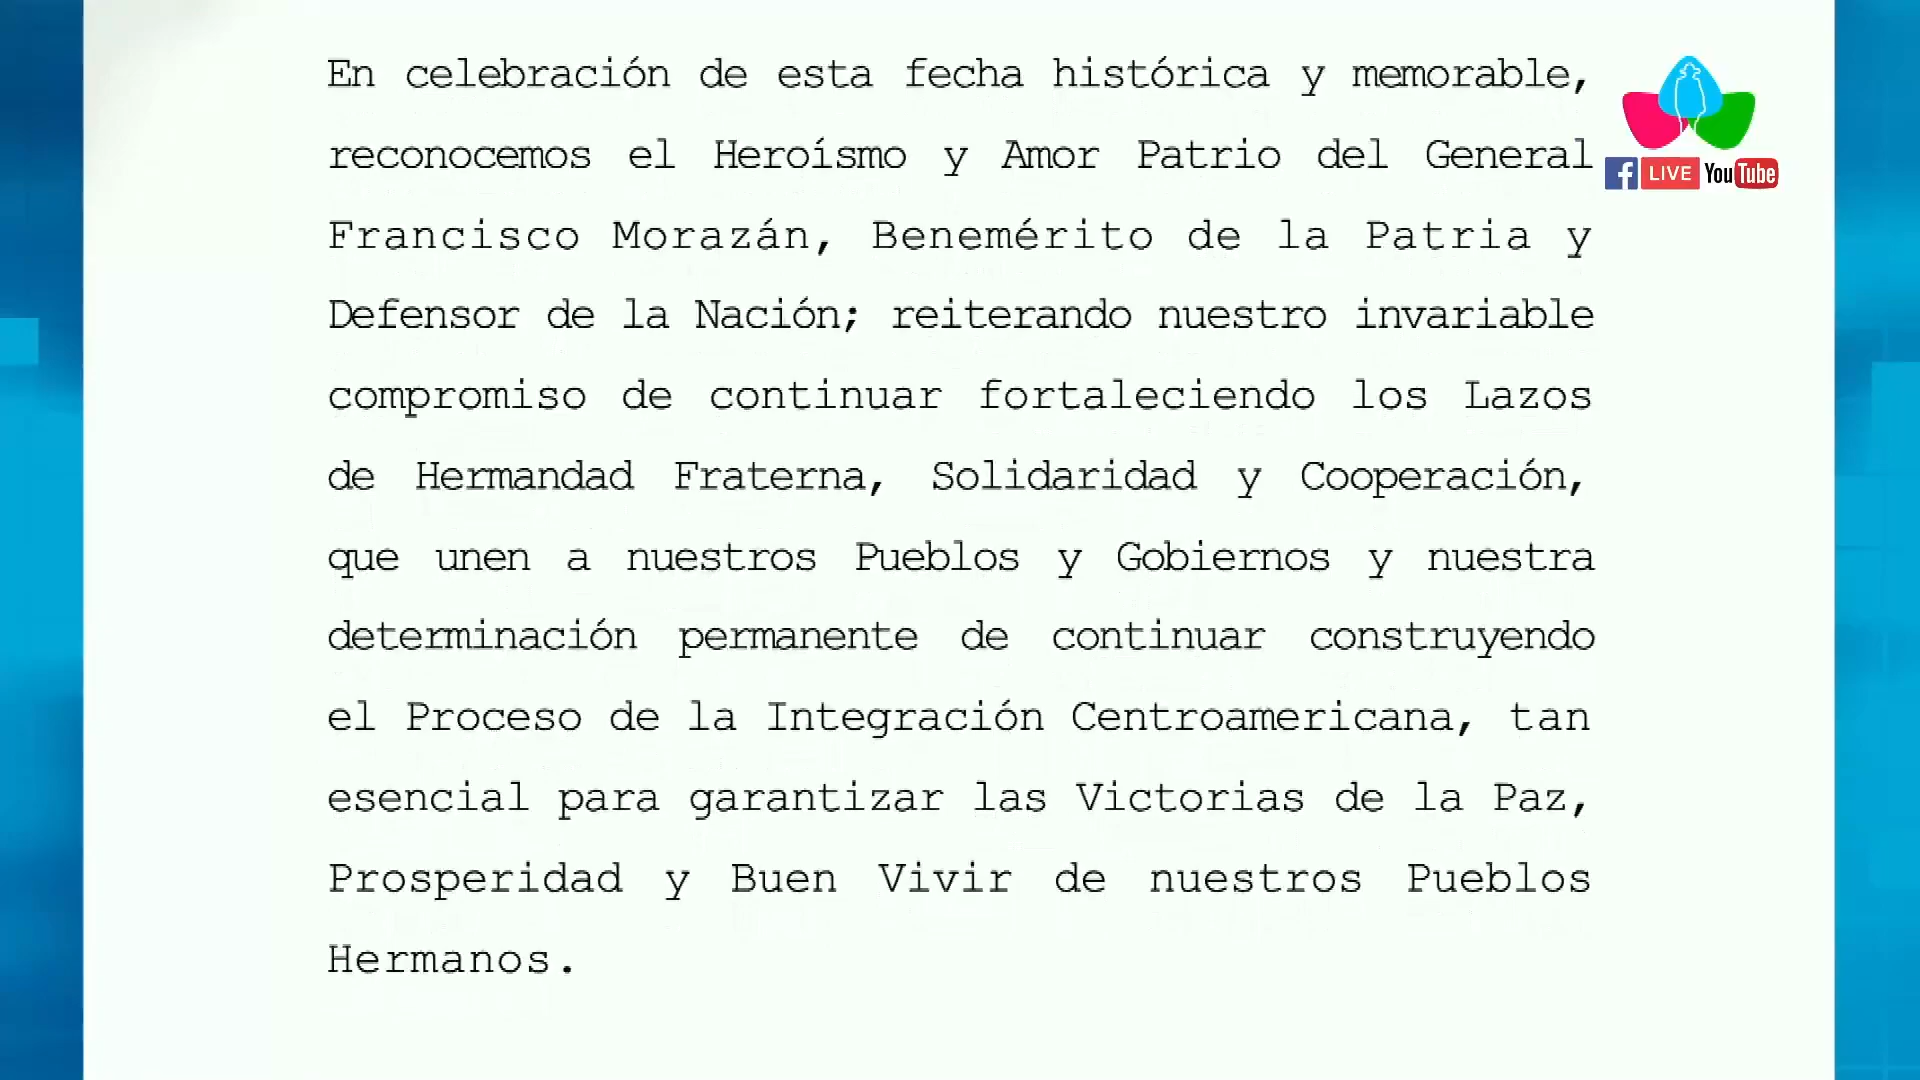 En celebración de esta fecha histórica y memorable,
reconocemos el Heroísmo y Amor Patrio del General
Francisco Morazán, Benemérito de la Patria y
Defensor de la Nación; reiterando nuestro invariable
compromiso de continuar fortaleciendo los Lazos
de Hermandad Fraterna, Solidaridad y Cooperación,
que unen a nuestros Pueblos y Gobiernos y nuestra
determinación permanente de continuar construyendo
el Proceso de la Integración Centroamericana, tan
esencial para garantizar las Victorias de la Paz,
Prosperidad y Buen Vivir de nuestros Pueblos
Hermanos.
f LIVE YouTube